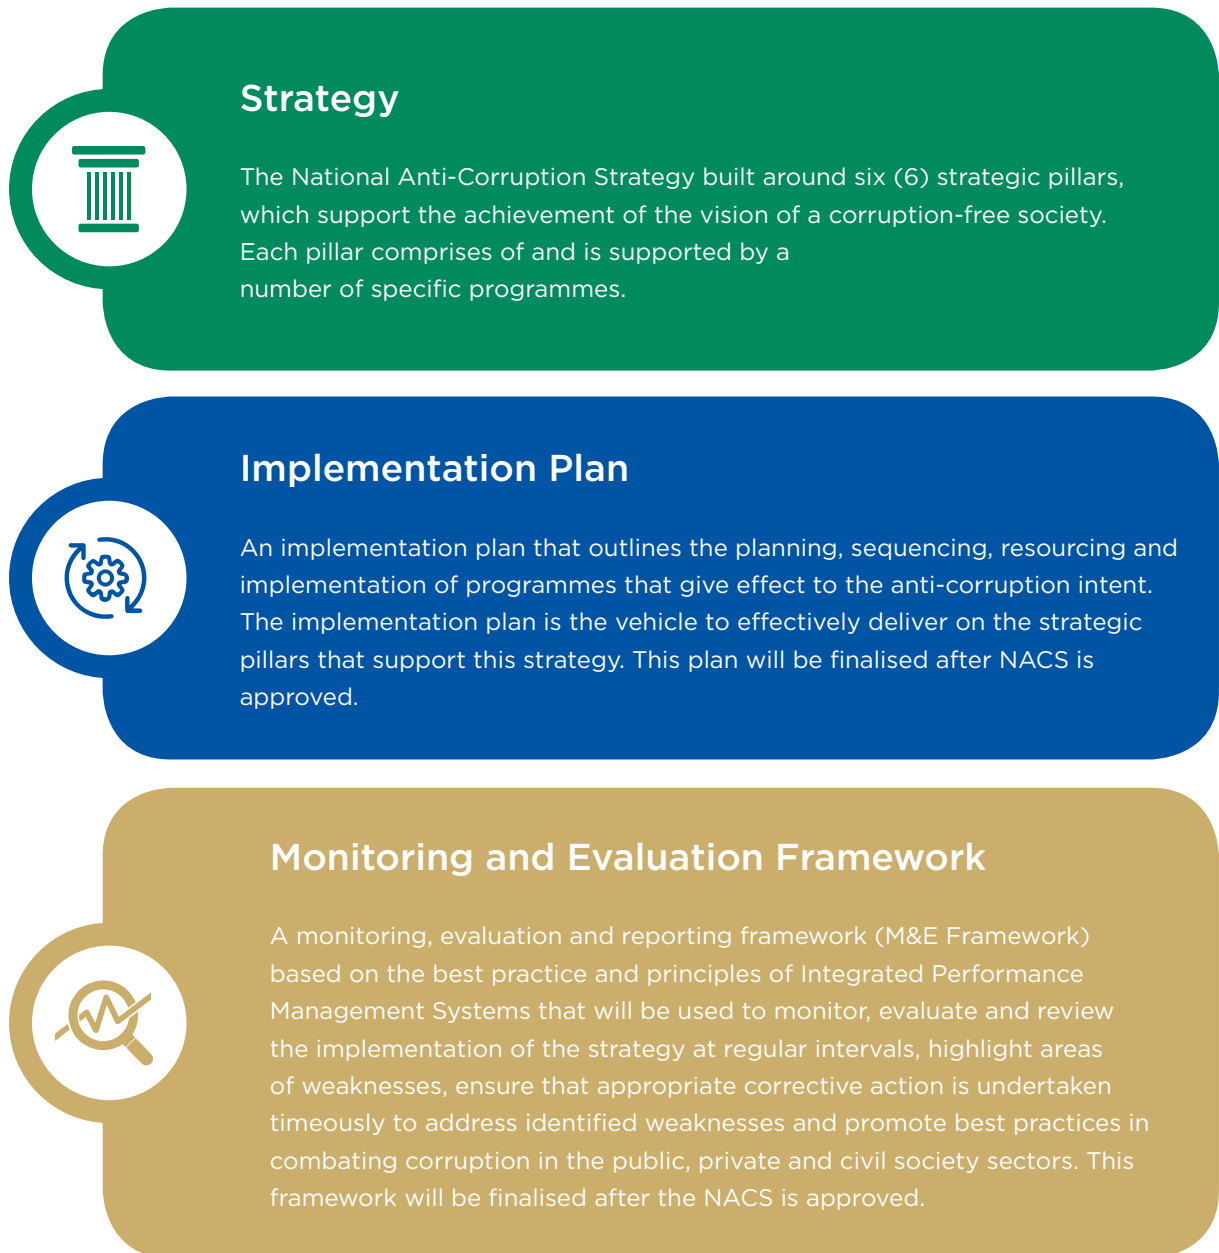 Strategy
The National Anti-Corruption Strategy built around six (6) strategic pillars,
which support the achievement of the vision of a corruption-free society.
Each pillar comprises of and is supported by a
number of specific programmes.
Implementation Plan
An implementation plan that outlines the planning, sequencing, resourcing and
implementation of programmes that give effect to the anti-corruption intent.
The implementation plan is the vehicle to effectively deliver on the strategic
pillars that support this strategy. This plan will be finalised after NACS is
approved.
Monitoring and Evaluation Framework
A monitoring, evaluation and reporting framework (M&E Framework)
based on the best practice and principles of Integrated Performance
Management Systems that will be used to monitor, evaluate and review
the implementation of the strategy at regular intervals, highlight areas
of weaknesses, ensure that appropriate corrective action is undertaken
timeously to address identified weaknesses and promote best practices in
combating corruption in the public, private and civil society sectors. This
framework will be finalised after the NACS is approved.